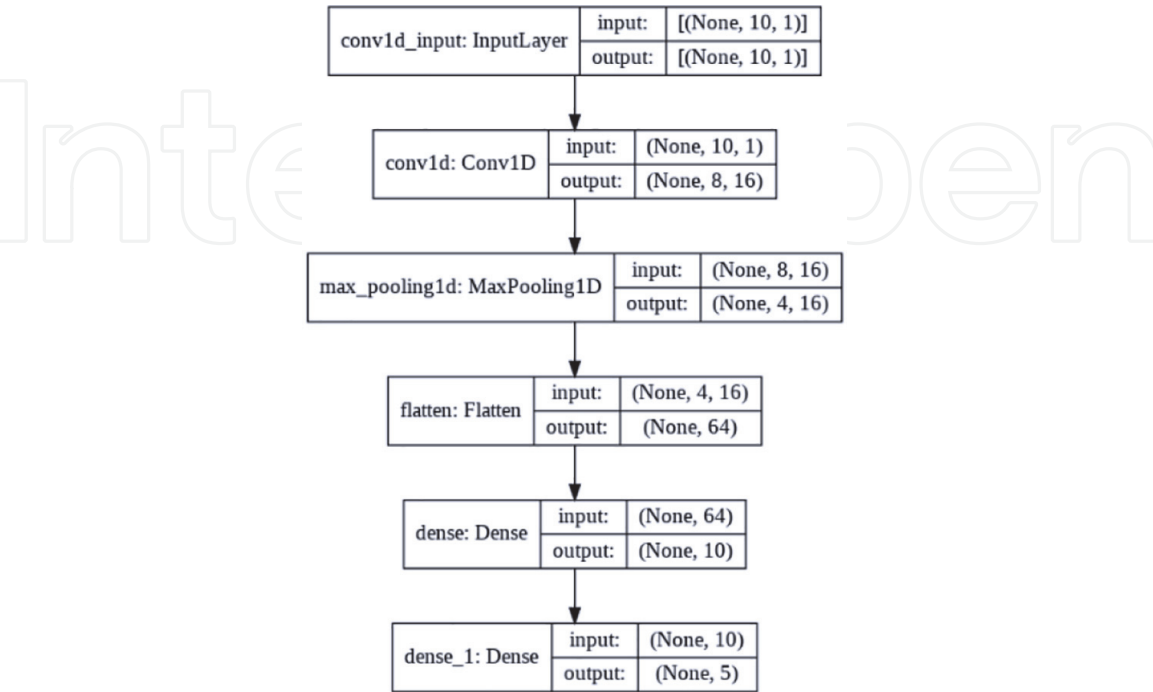 conv1d_input: InputLayer
input: [(None, 10, 1)]
output: [(None, 10, 1)]
conv1d: Conv1D
input: (None, 10, 1)
output: (None, 8, 16)
max_pooling1d: MaxPooling1D
input: (None, 8, 16)
output: (None, 4, 16)
flatten: Flatten
input: (None, 4, 16)
output: (None, 64)
dense: Dense
input: (None, 64)
output: (None, 10)
dense_1: Dense
input: (None, 10)
output: (None, 5)
Inte
pen